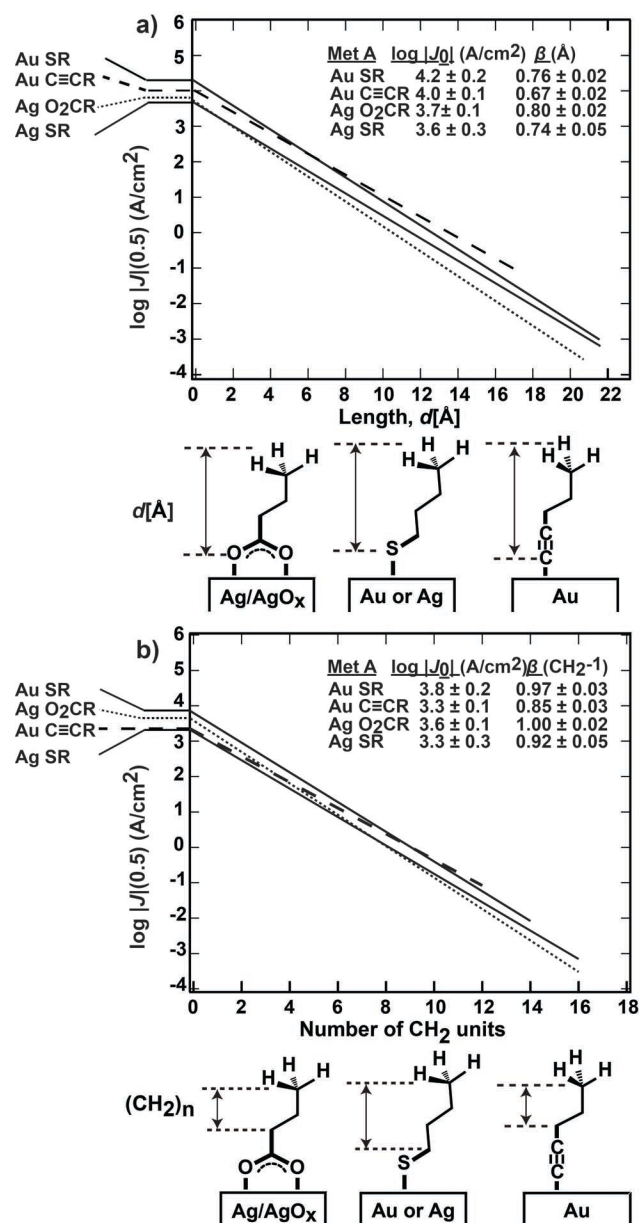 a)
Met A log |J0| (A/cm2) β (Å)
Au SR 4.2 ± 0.2 0.76 ± 0.02
Au C≡CR 4.0 ± 0.1 0.67 ± 0.02
Ag O2CR 3.7± 0.1 0.80 ± 0.02
Ag SR 3.6 ± 0.3 0.74 ± 0.05
Au SR
Au C≡CR
Ag O2CR
Ag SR
log |J|(0.5) (A/cm2)
6
5
4
3
2
1
0
-1
-2
-3
-4
0 2 4 6 8 10 12 14 16 18 20 22
Length, d[Å]
d[Å]
H H H
O O
Ag/AgOx
H H H
S
Au or Ag
H H H
C
C
Au
b)
Met A log |J0| (A/cm2) β (CH2-1)
Au SR 3.8 ± 0.2 0.97 ± 0.03
Au C≡CR 3.3 ± 0.1 0.85 ± 0.03
Ag O2CR 3.6 ± 0.1 1.00 ± 0.02
Ag SR 3.3 ± 0.3 0.92 ± 0.05
Au SR
Ag O2CR
Au C≡CR
Ag SR
log |J|(0.5) (A/cm2)
6
5
4
3
2
1
0
-1
-2
-3
-4
0 2 4 6 8 10 12 14 16 18
Number of CH2 units
(CH2)n
H H H
O O
Ag/AgOx
H H H
S
Au or Ag
H H H
C
C
Au